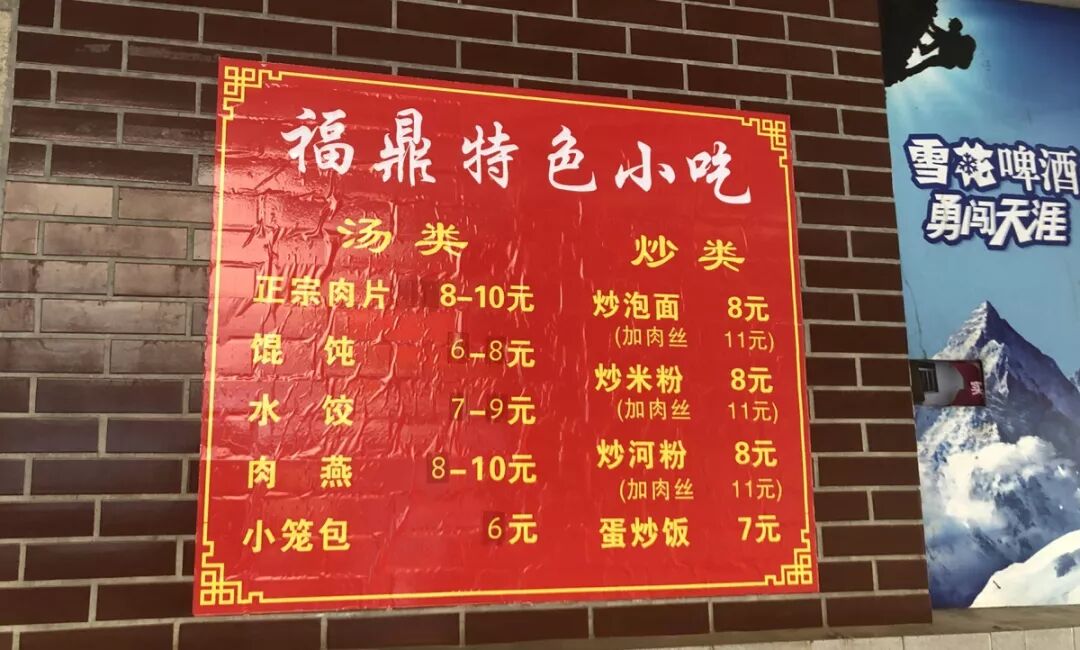 福鼎特色小吃
汤类
正宗肉片 8-10元
馄饨 6-8元
水饺 7-9元
肉燕 8-10元
小笼包 6元
炒类
炒泡面 8元
(加肉丝 11元)
炒米粉 8元
(加肉丝 11元)
炒河粉 8元
(加肉丝 11元)
蛋炒饭 7元
雪花啤酒
勇闯天涯